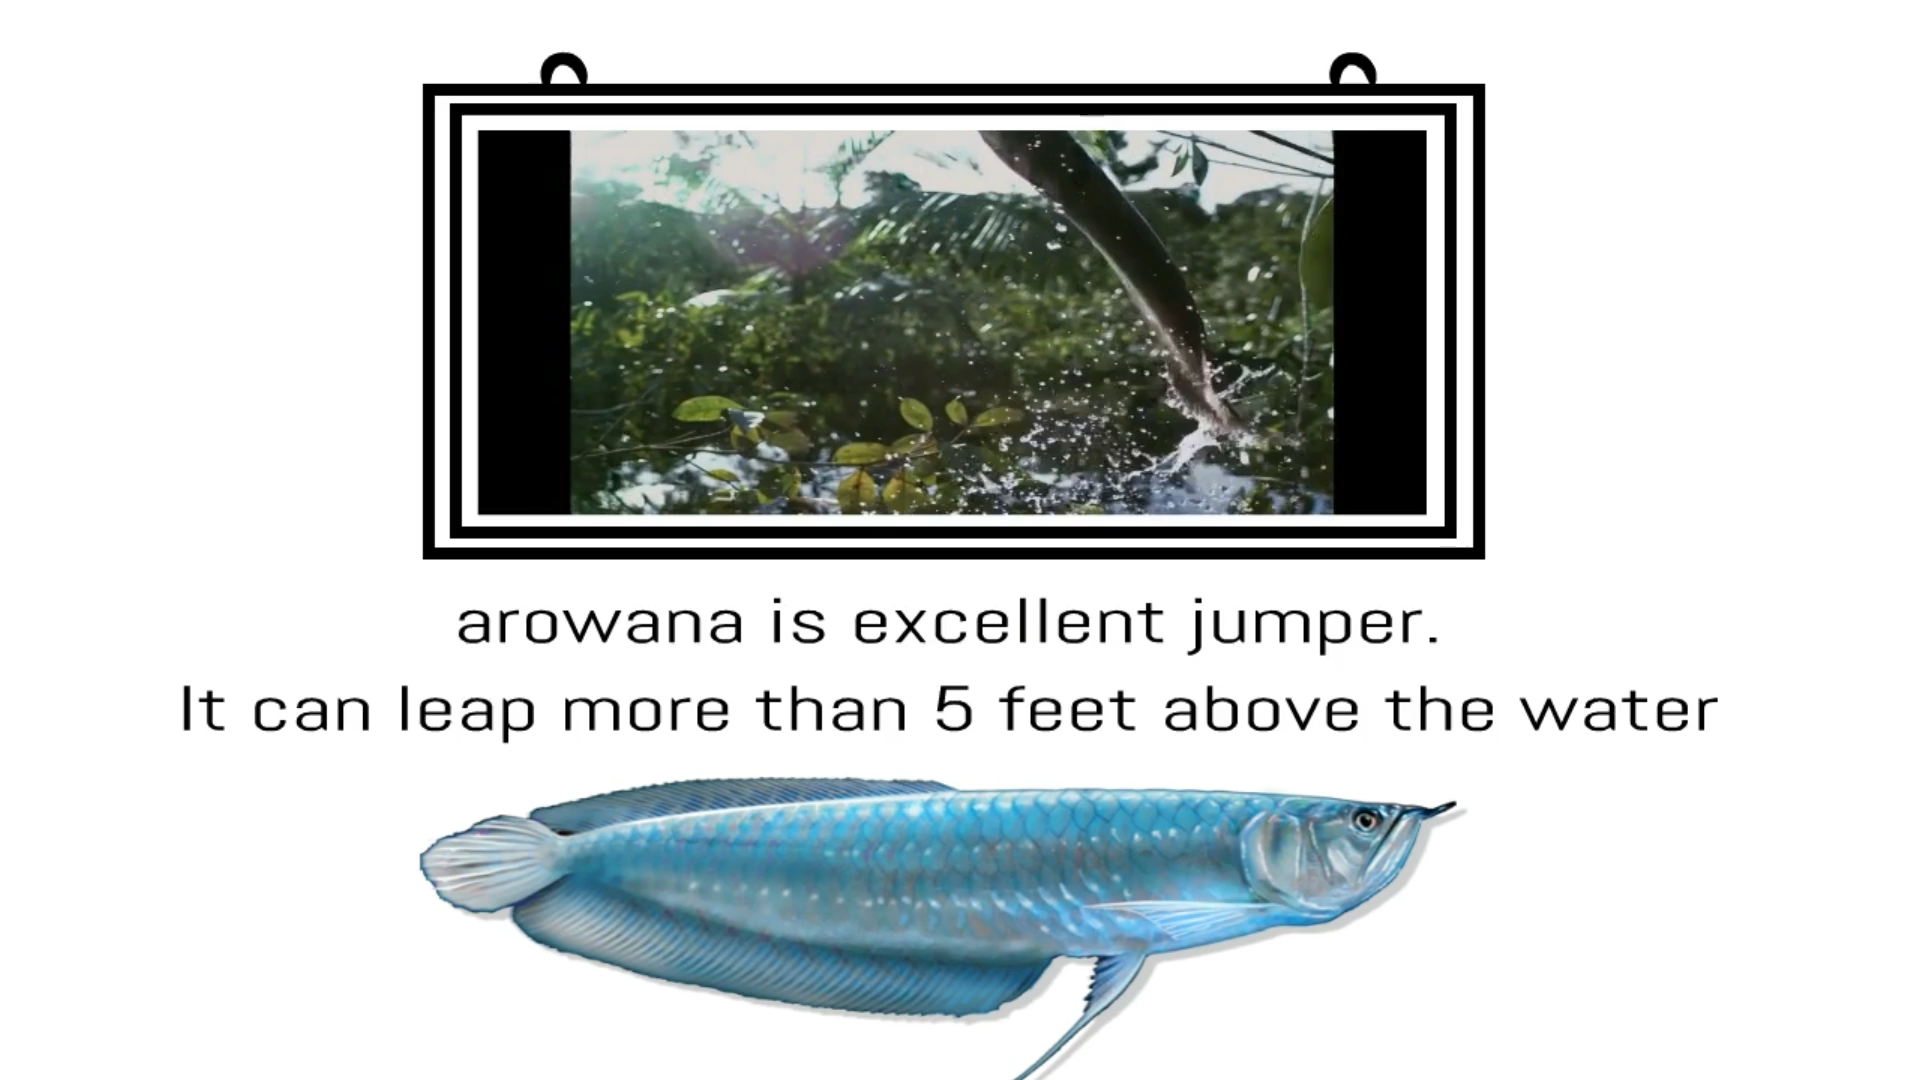 arowana is excellent jumper.
It can leap more than 5 feet above the water